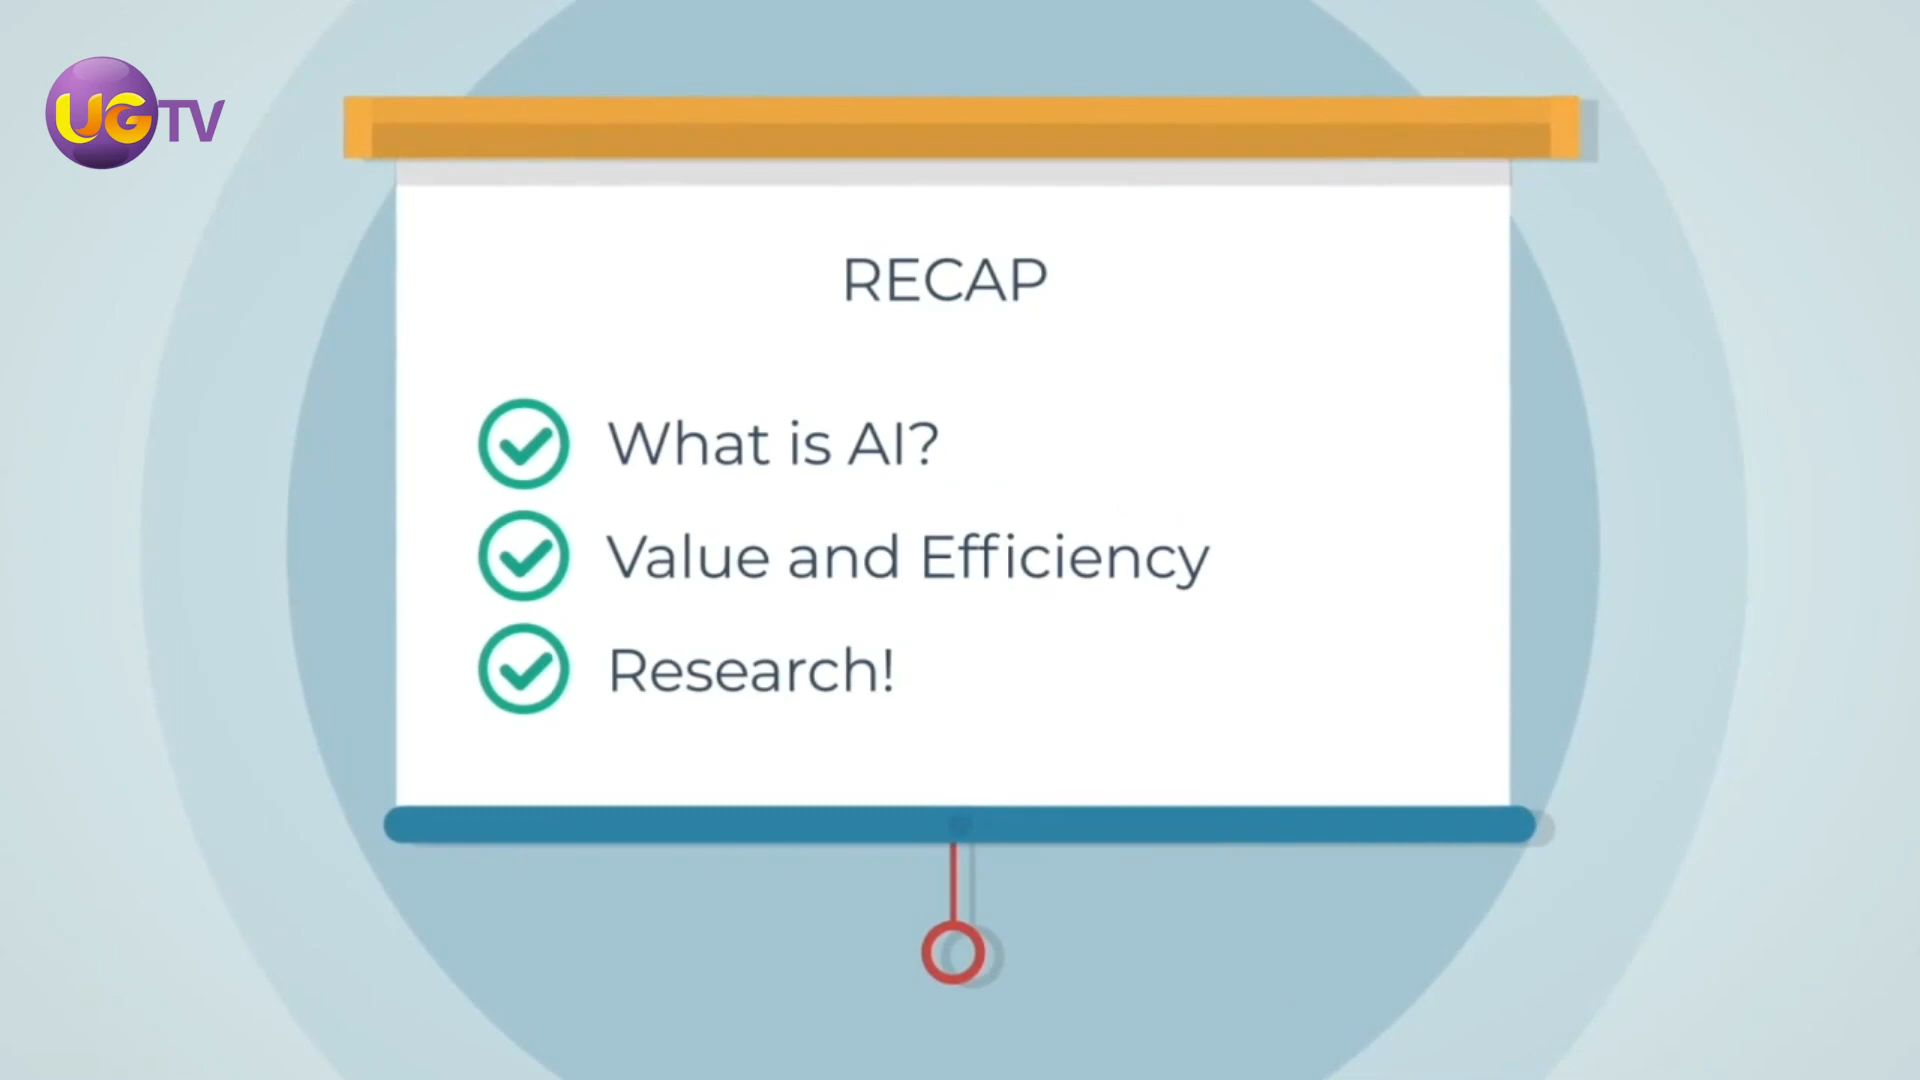 UGTV
RECAP
What is AI?
Value and Efficiency
Research!